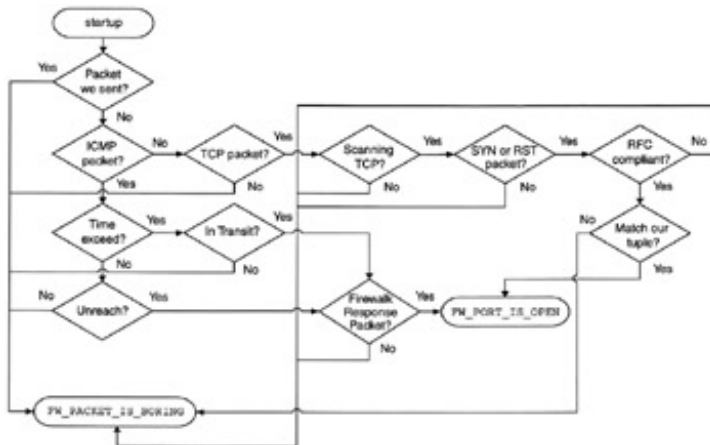 startup
Yes
Packet
we sent?
No
ICMP
packet?
No
TCP packet?
Yes
Scanning
TCP?
Yes
SYN or RST
packet?
Yes
RFC
compliant?
No
Yes
No
No
No
Yes
Time
exceed?
Yes
In Transit?
Yes
No
Match our
tuple?
No
No
Yes
No
Unreach?
Yes
Firewalk
Response
Packet?
Yes
FW_PORT_IS_OPEN
No
FW_PACKET_IS_BORING